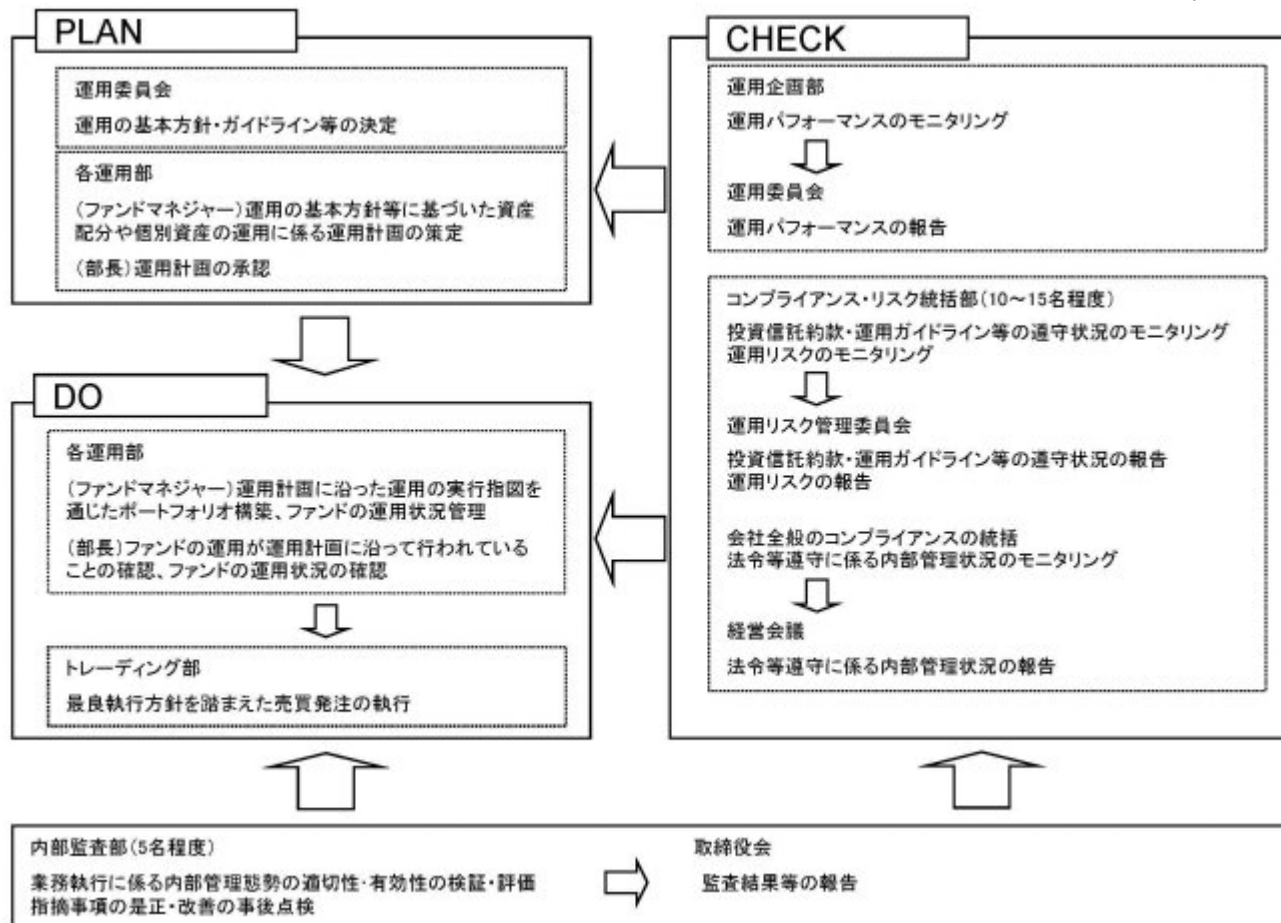 PLAN
運用委員会
運用の基本方針・ガイドライン等の決定
各運用部
(ファンドマネジャー)運用の基本方針等に基づいた資産
配分や個別資産の運用に係る運用計画の策定
(部長)運用計画の承認
DO
各運用部
(ファンドマネジャー)運用計画に沿った運用の実行指図を
通じたポートフォリオ構築、ファンドの運用状況管理
(部長)ファンドの運用が運用計画に沿って行われている
ことの確認、ファンドの運用状況の確認
トレーディング部
最良執行方針を踏まえた売買発注の執行
CHECK
運用企画部
運用パフォーマンスのモニタリング
運用委員会
運用パフォーマンスの報告
コンプライアンス・リスク統括部(10～15名程度)
投資信託約款・運用ガイドライン等の遵守状況のモニタリング
運用リスクのモニタリング
運用リスク管理委員会
投資信託約款・運用ガイドライン等の遵守状況の報告
運用リスクの報告
会社全般のコンプライアンスの統括
法令等遵守に係る内部管理状況のモニタリング
経営会議
法令等遵守に係る内部管理状況の報告
内部監査部(5名程度)
業務執行に係る内部管理態勢の適切性・有効性の検証・評価
指摘事項の是正・改善の事後点検
取締役会
監査結果等の報告